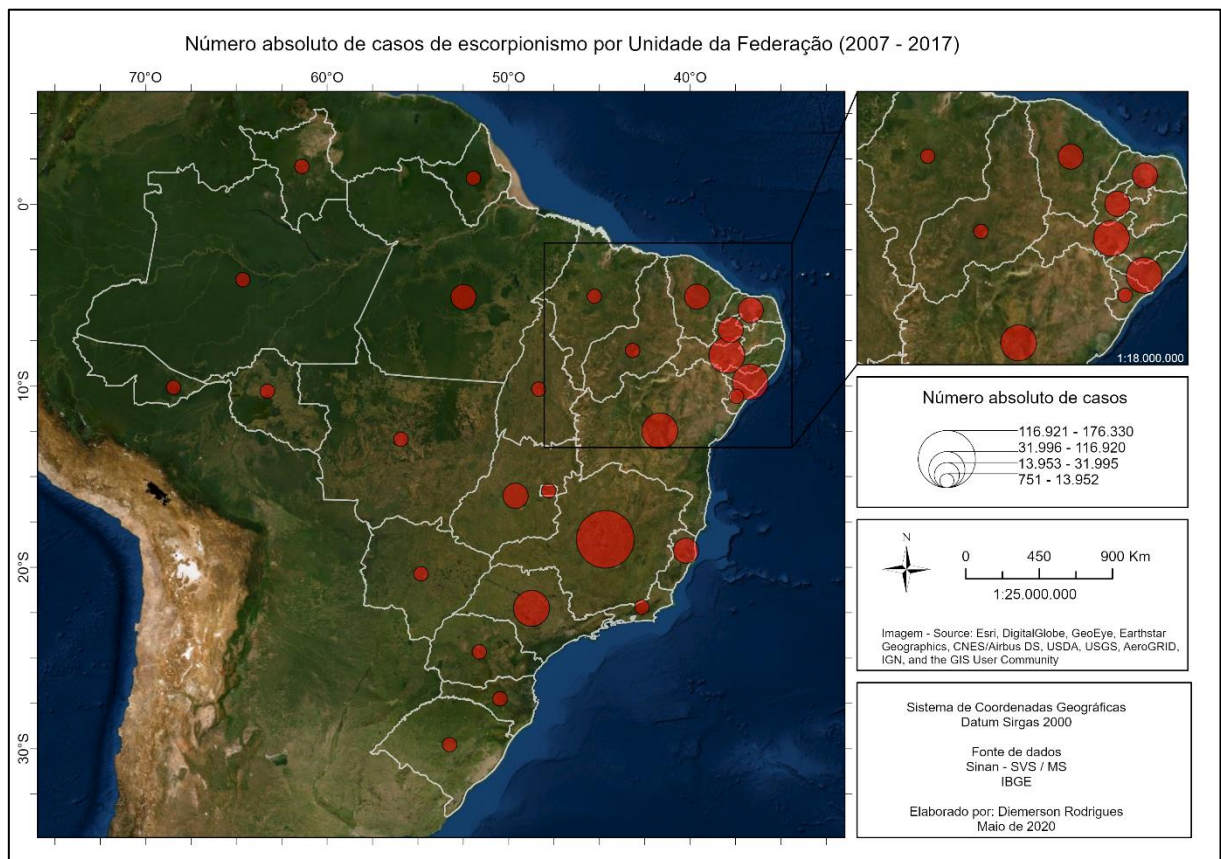 Número absoluto de casos de escorpionismo por Unidade da Federação (2007 - 2017)
70°O
60°O
50°O
40°O
0°
10°S
20°S
30°S
1:18.000.000
Número absoluto de casos
116.921 - 176.330
31.996 - 116.920
13.953 - 31.995
751 - 13.952
N
0 450 900 Km
1:25.000.000
Imagem - Source: Esri, DigitalGlobe, GeoEye, Earthstar
Geographics, CNES/Airbus DS, USDA, USGS, AeroGRID,
IGN, and the GIS User Community
Sistema de Coordenadas Geográficas
Datum Sirgas 2000
Fonte de dados
Sinan - SVS / MS
IBGE
Elaborado por: Diemerson Rodrigues
Maio de 2020